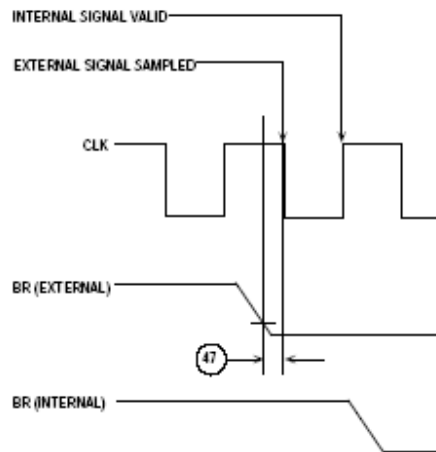 INTERNAL SIGNAL VALID
EXTERNAL SIGNAL SAMPLED
CLK
BR (EXTERNAL)
47
BR (INTERNAL)